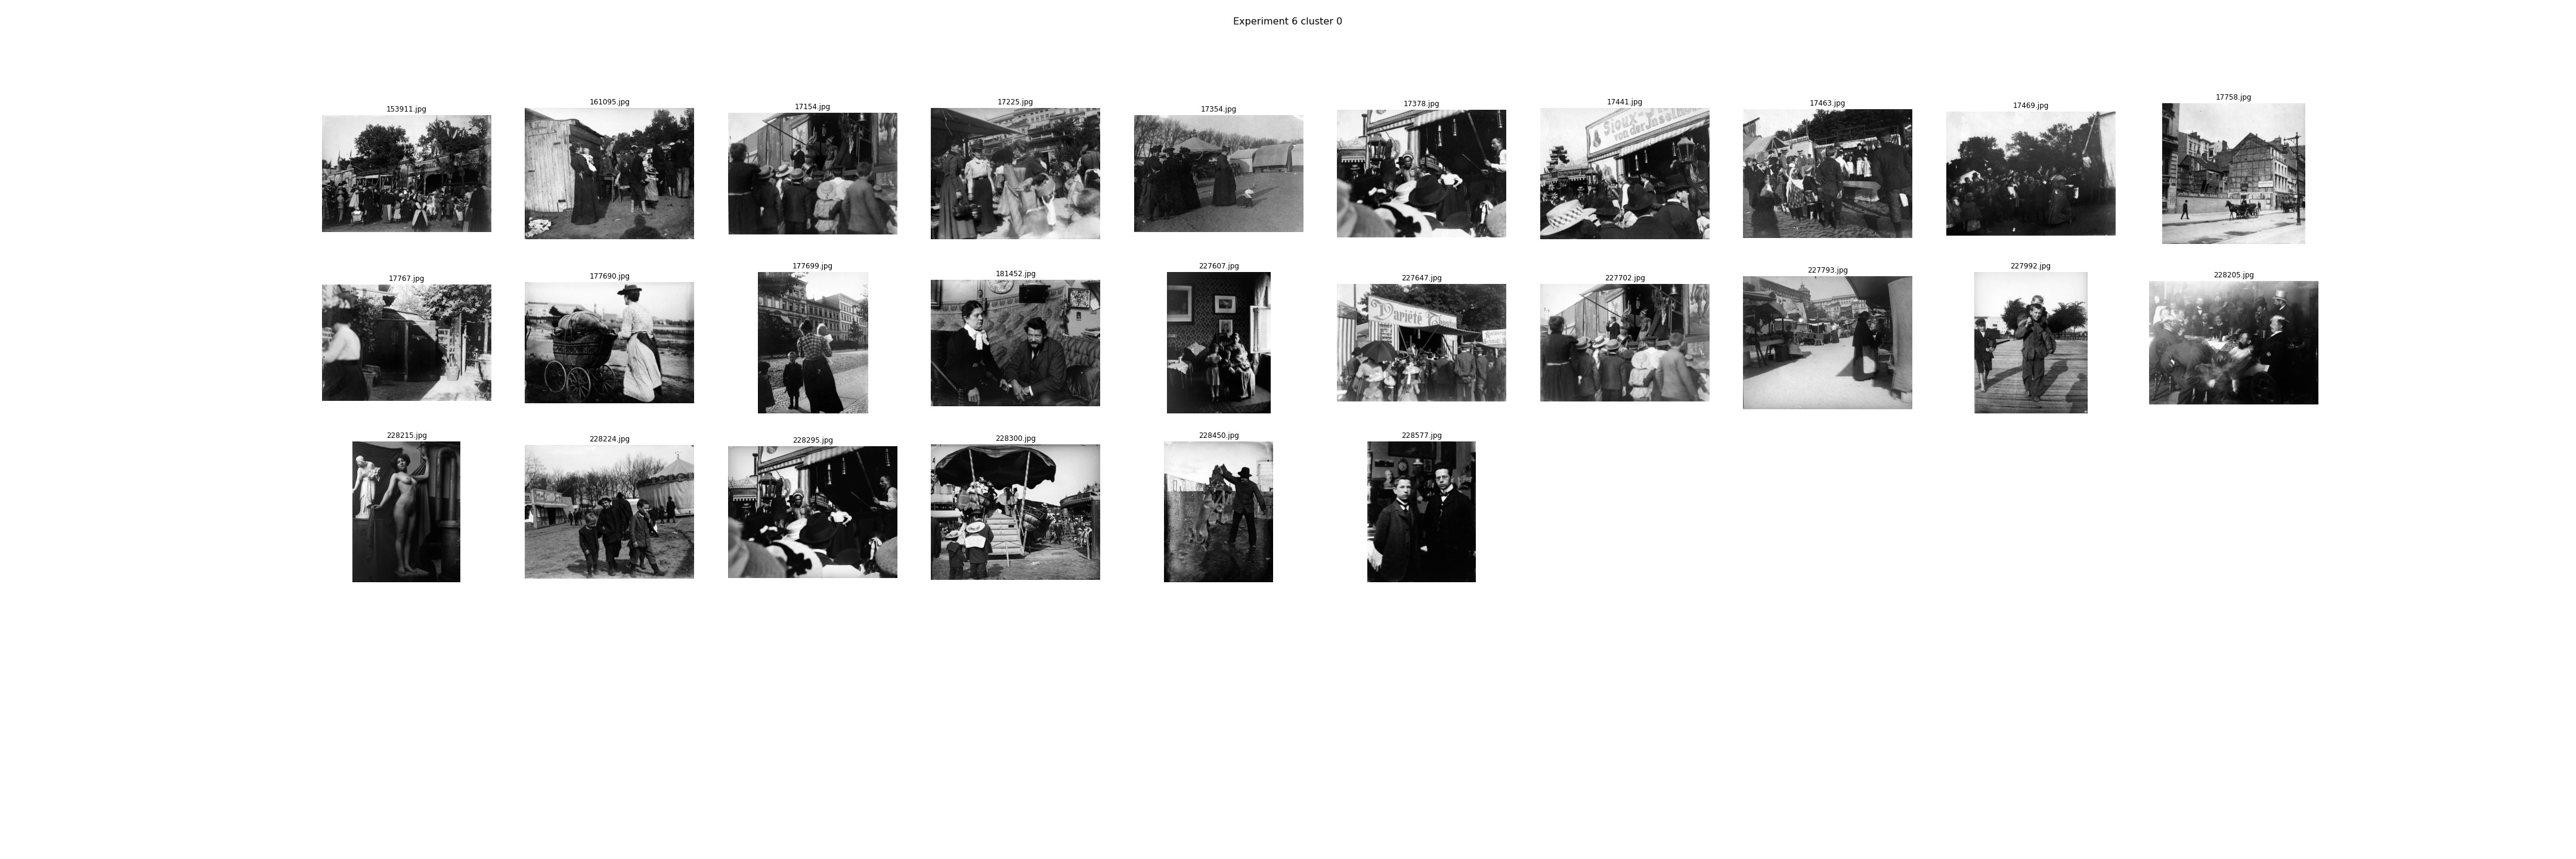 Experiment 6 cluster 0
153911.jpg
161095.jpg
17154.jpg
17225.jpg
17354.jpg
17378.jpg
17441.jpg
17463.jpg
17469.jpg
17758.jpg
Sioux-
von der Insel
17767.jpg
177690.jpg
177699.jpg
181452.jpg
227607.jpg
227647.jpg
227702.jpg
227793.jpg
227992.jpg
228205.jpg
Variété
228215.jpg
228224.jpg
228295.jpg
228300.jpg
228450.jpg
228577.jpg